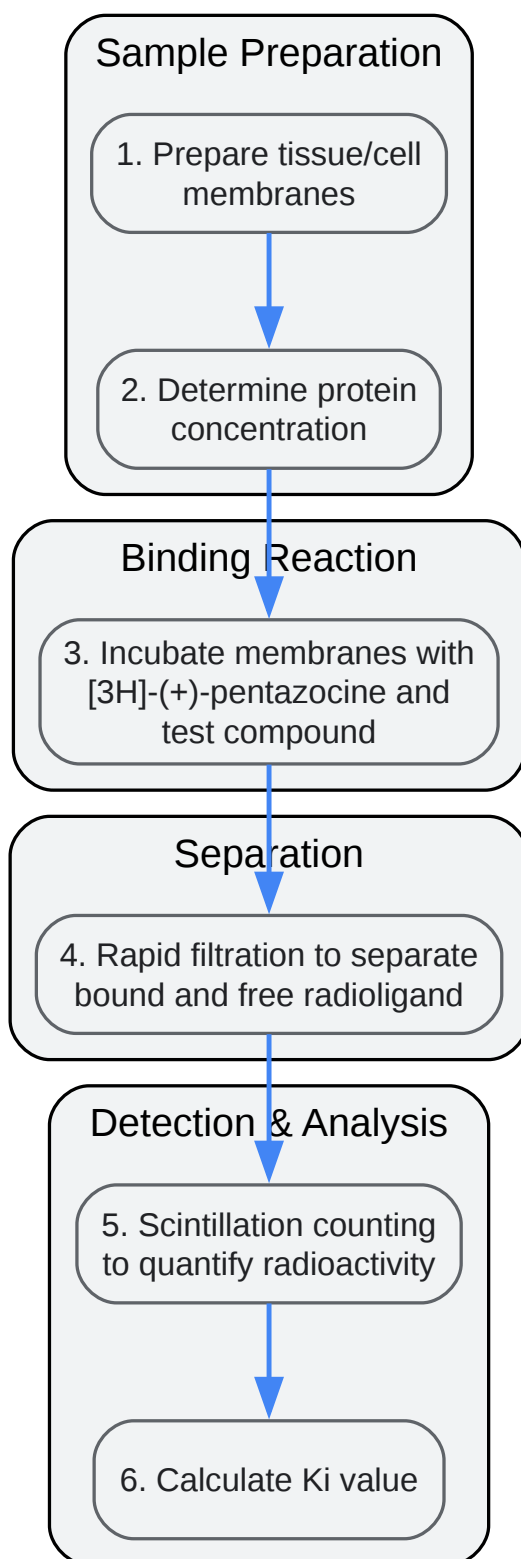 Sample Preparation
1. Prepare tissue/cell
membranes
2. Determine protein
concentration
Binding Reaction
3. Incubate membranes with
[3H]-(+)-pentazocine and
test compound
Separation
4. Rapid filtration to separate
bound and free radioligand
Detection & Analysis
5. Scintillation counting
to quantify radioactivity
6. Calculate Ki value